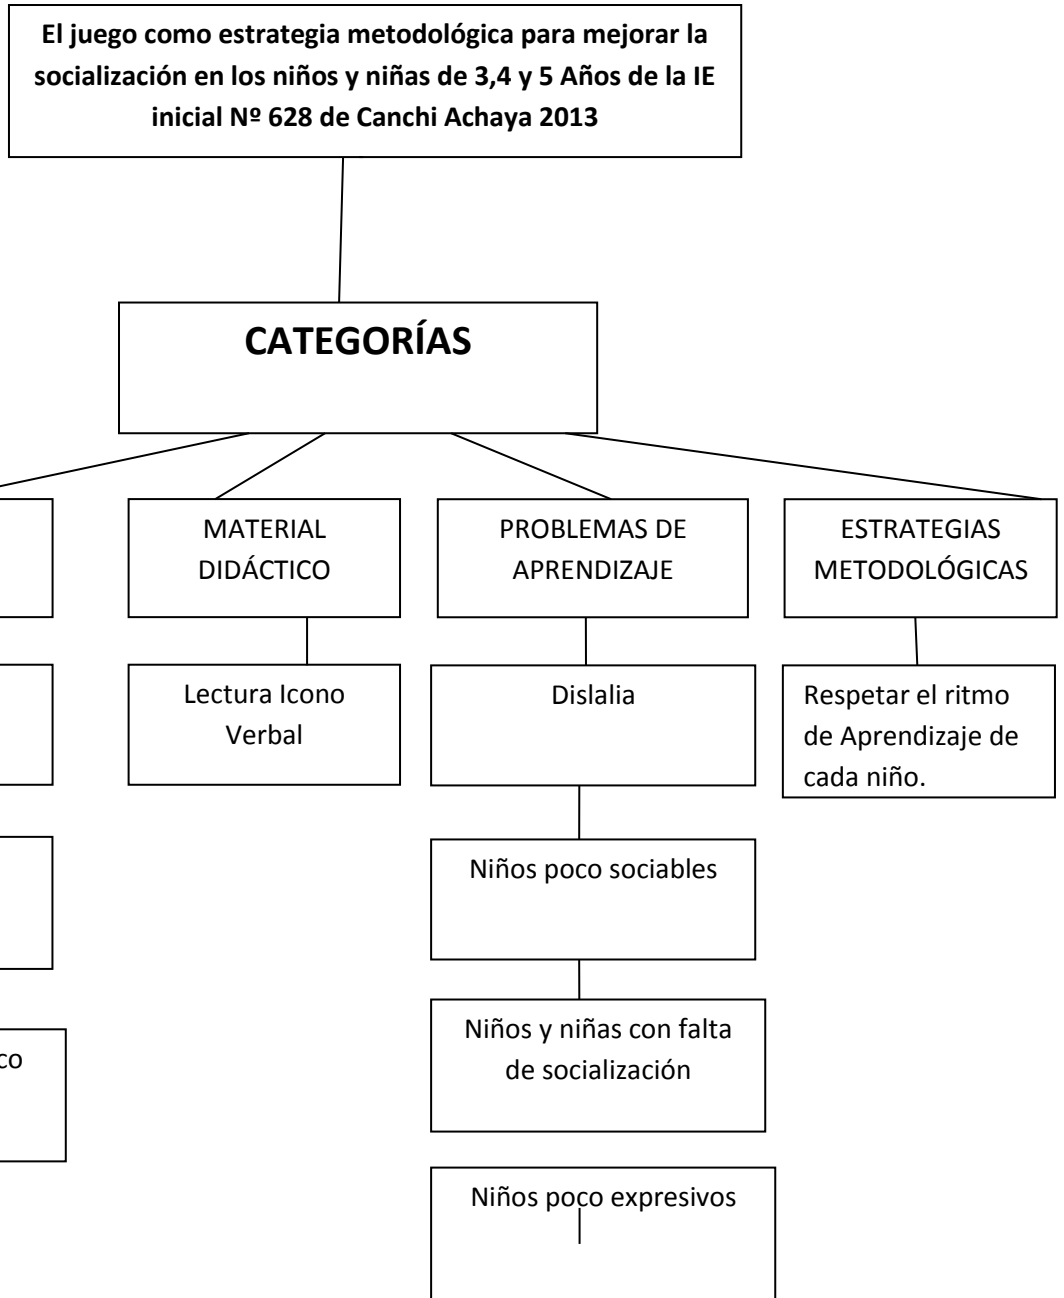 El juego como estrategia metodológica para mejorar la
socialización en los niños y niñas de 3,4 y 5 Años de la IE
inicial Nº 628 de Canchi Achaya 2013
CATEGORÍAS
MATERIAL
DIDÁCTICO
PROBLEMAS DE
APRENDIZAJE
ESTRATEGIAS
METODOLÓGICAS
Lectura Icono
Verbal
Dislalia
Respetar el ritmo
de Aprendizaje de
cada niño.
Niños poco sociables
Niños y niñas con falta
de socialización
Niños poco expresivos